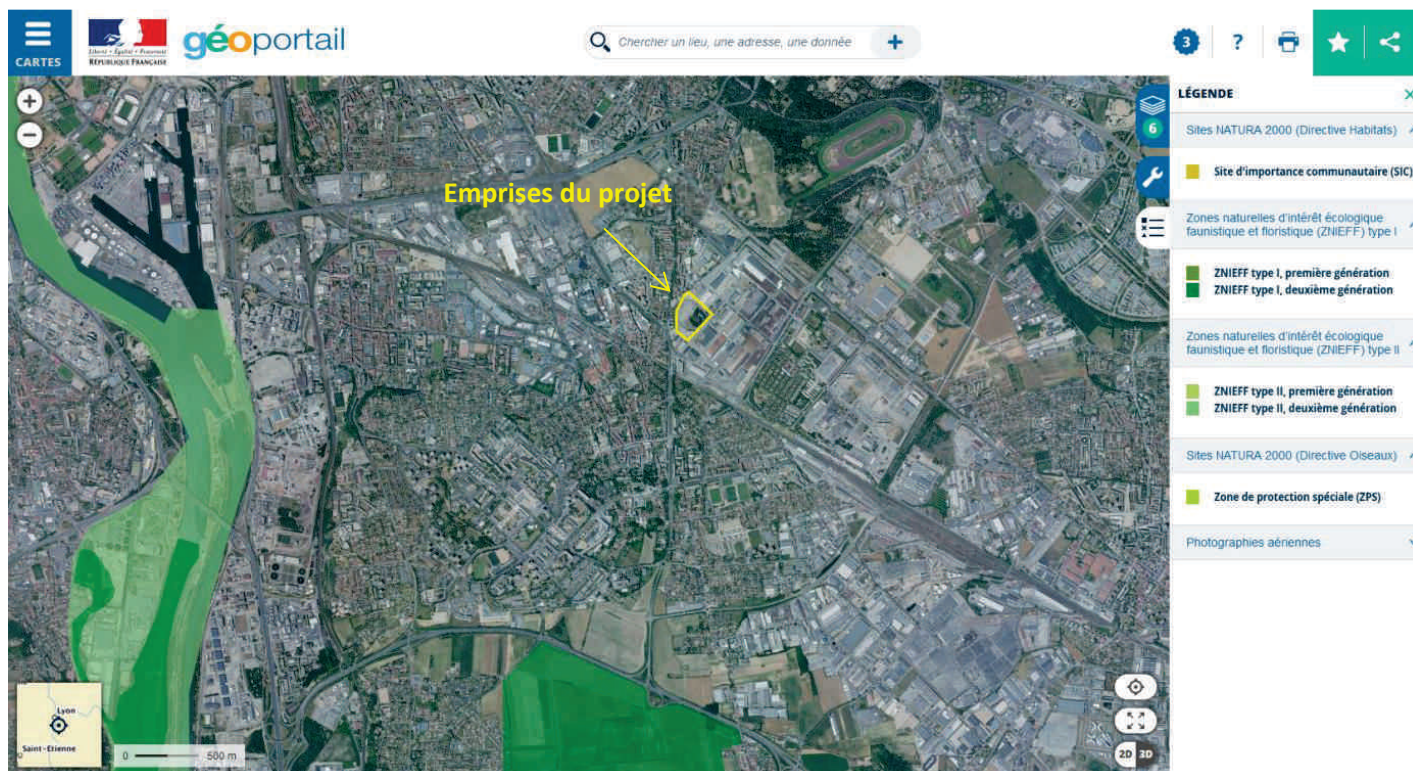 CARTES
Liberté • Égalité • Fraternité
RÉPUBLIQUE FRANÇAISE
géoportail
Chercher un lieu, une adresse, une donnée
+
3
?
+
−
Emprises du projet
6
LÉGENDE
Sites NATURA 2000 (Directive Habitats)
Site d'importance communautaire (SIC)
Zones naturelles d'intérêt écologique
faunistique et floristique (ZNIEFF) type I
ZNIEFF type I, première génération
ZNIEFF type I, deuxième génération
Zones naturelles d'intérêt écologique
faunistique et floristique (ZNIEFF) type II
ZNIEFF type II, première génération
ZNIEFF type II, deuxième génération
Sites NATURA 2000 (Directive Oiseaux)
Zone de protection spéciale (ZPS)
Photographies aériennes
Lyon
Saint-Etienne
0 500 m
2D 3D